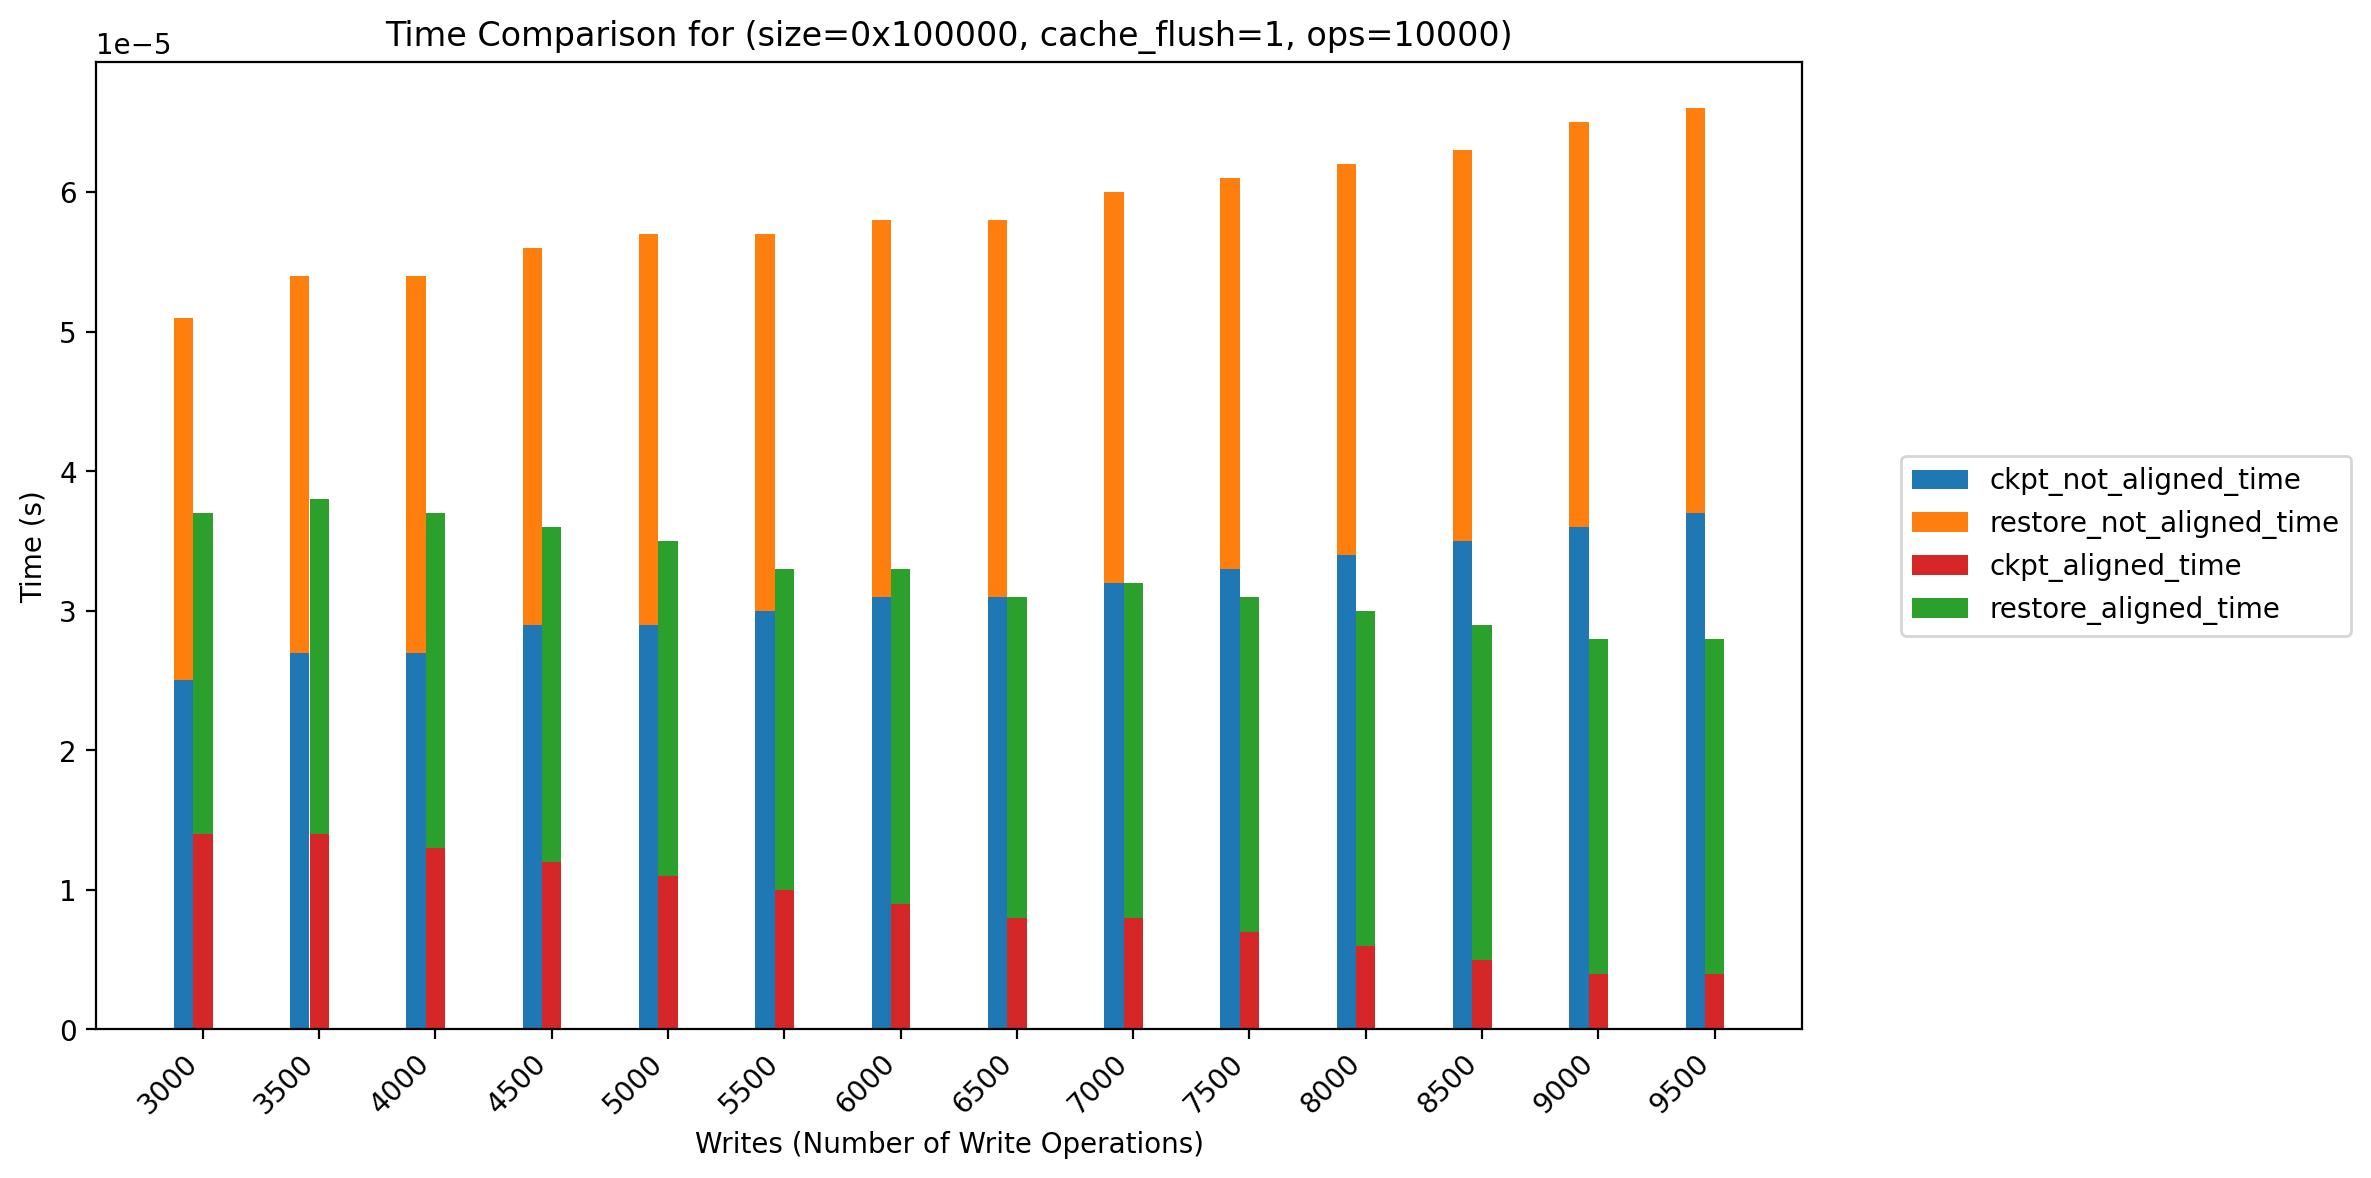 Time Comparison for (size=0x100000, cache_flush=1, ops=10000)
1e−5
6
5
4
3
2
1
0
Time (s)
3000
3500
4000
4500
5000
5500
6000
6500
7000
7500
8000
8500
9000
9500
Writes (Number of Write Operations)
ckpt_not_aligned_time
restore_not_aligned_time
ckpt_aligned_time
restore_aligned_time